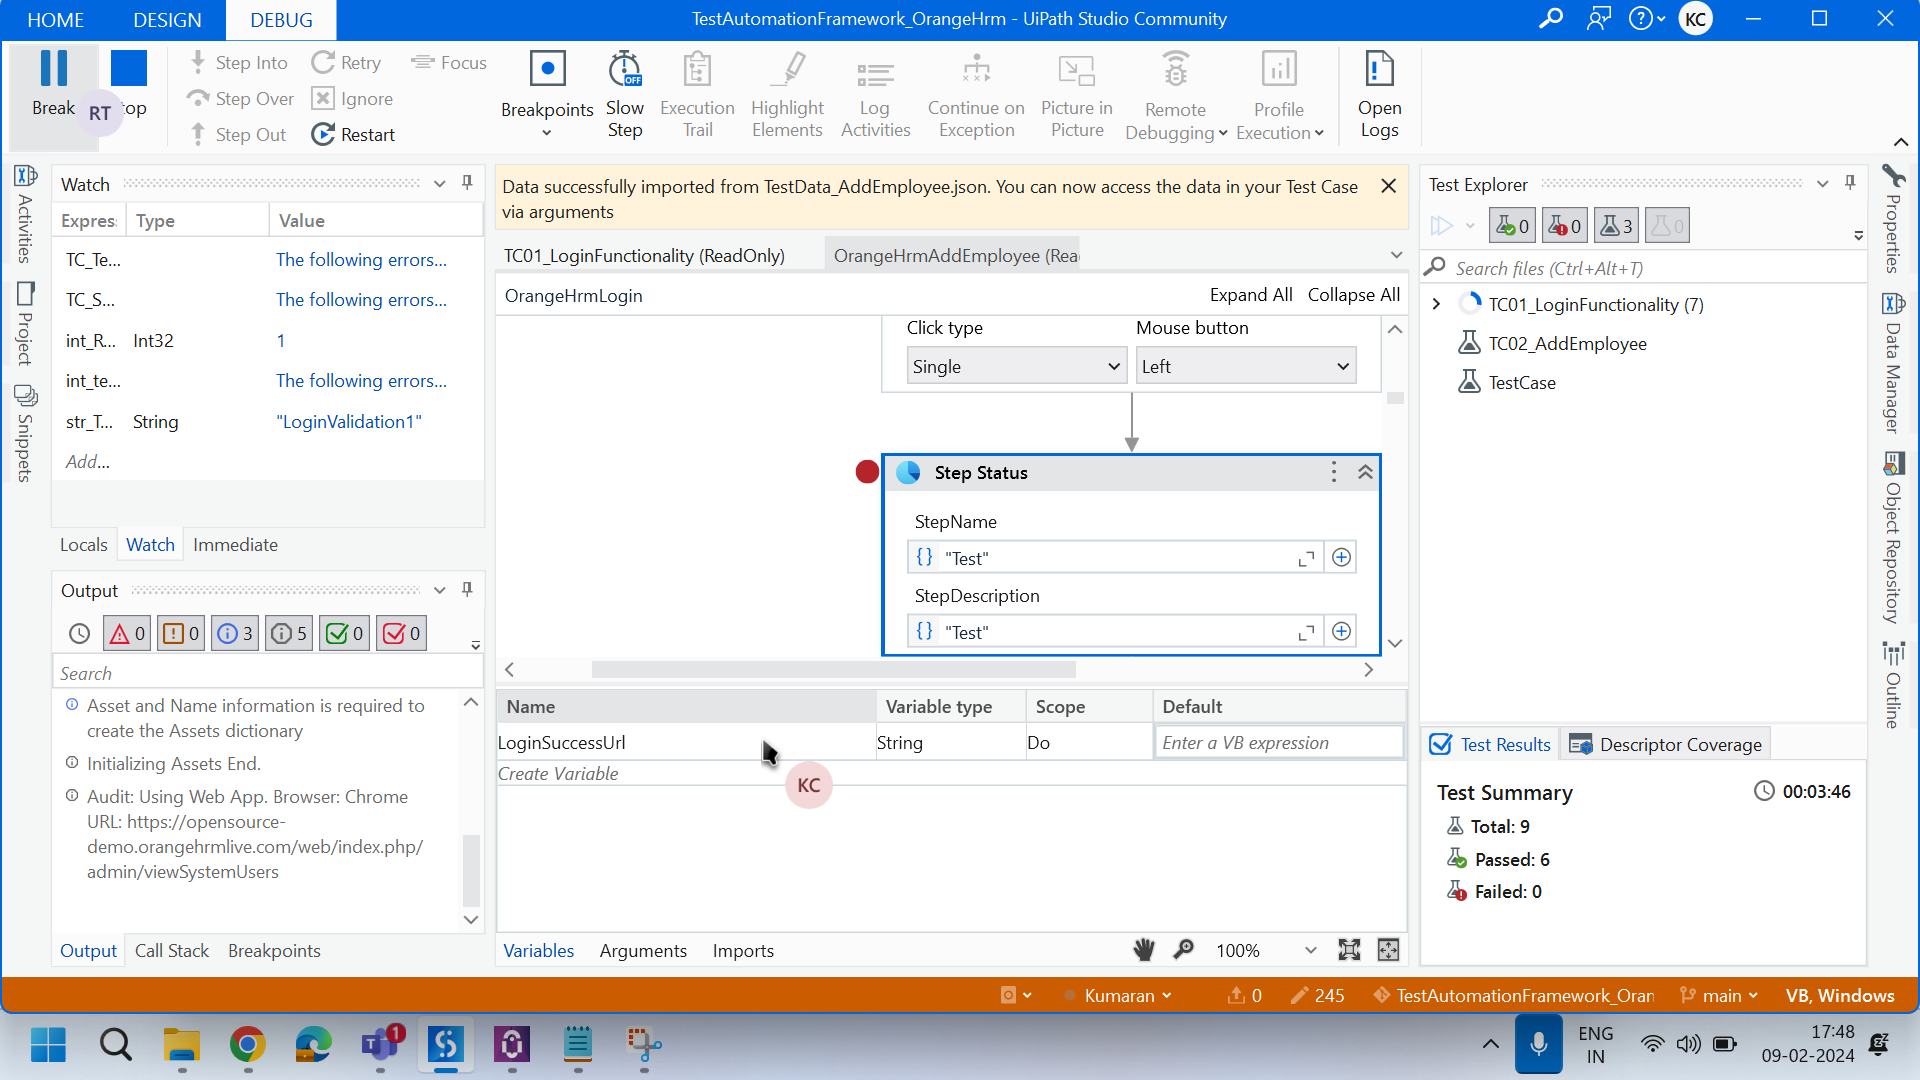 HOME
DESIGN
DEBUG
TestAutomationFramework_OrangeHrm - UiPath Studio Community
KC
Break
RT
top
Step Into
Step Over
Step Out
Retry
Ignore
Restart
Focus
Breakpoints
Slow
Step
OFF
Execution
Trail
Highlight
Elements
Log
Activities
Continue on
Exception
Picture in
Picture
Remote
Debugging
Profile
Execution
Open
Logs
Activities
Project
Snippets
Watch
Expres:
Type
Value
TC_Te...
The following errors...
TC_S...
The following errors...
int_R...
Int32
1
int_te...
The following errors...
str_T...
String
"LoginValidation1"
Add...
Locals
Watch
Immediate
Output
0
0
3
5
0
0
Search
Asset and Name information is required to
create the Assets dictionary
Initializing Assets End.
Audit: Using Web App. Browser: Chrome
URL: https://opensource-
demo.orangehrmlive.com/web/index.php/
admin/viewSystemUsers
Output
Call Stack
Breakpoints
Data successfully imported from TestData_AddEmployee.json. You can now access the data in your Test Case
via arguments
TC01_LoginFunctionality (ReadOnly)
OrangeHrmAddEmployee (Rea
OrangeHrmLogin
Expand All
Collapse All
Click type
Mouse button
Single
Left
Step Status
StepName
{} "Test"
StepDescription
{} "Test"
Name
Variable type
Scope
Default
LoginSuccessUrl
String
Do
Enter a VB expression
Create Variable
KC
Variables
Arguments
Imports
100%
Test Explorer
0
0
3
0
Search files (Ctrl+Alt+T)
TC01_LoginFunctionality (7)
TC02_AddEmployee
TestCase
Test Results
Descriptor Coverage
Test Summary
00:03:46
Total: 9
Passed: 6
Failed: 0
Properties
Data Manager
Object Repository
Outline
Kumaran
0
245
TestAutomationFramework_Oran
main
VB, Windows
1
ENG
IN
17:48
09-02-2024